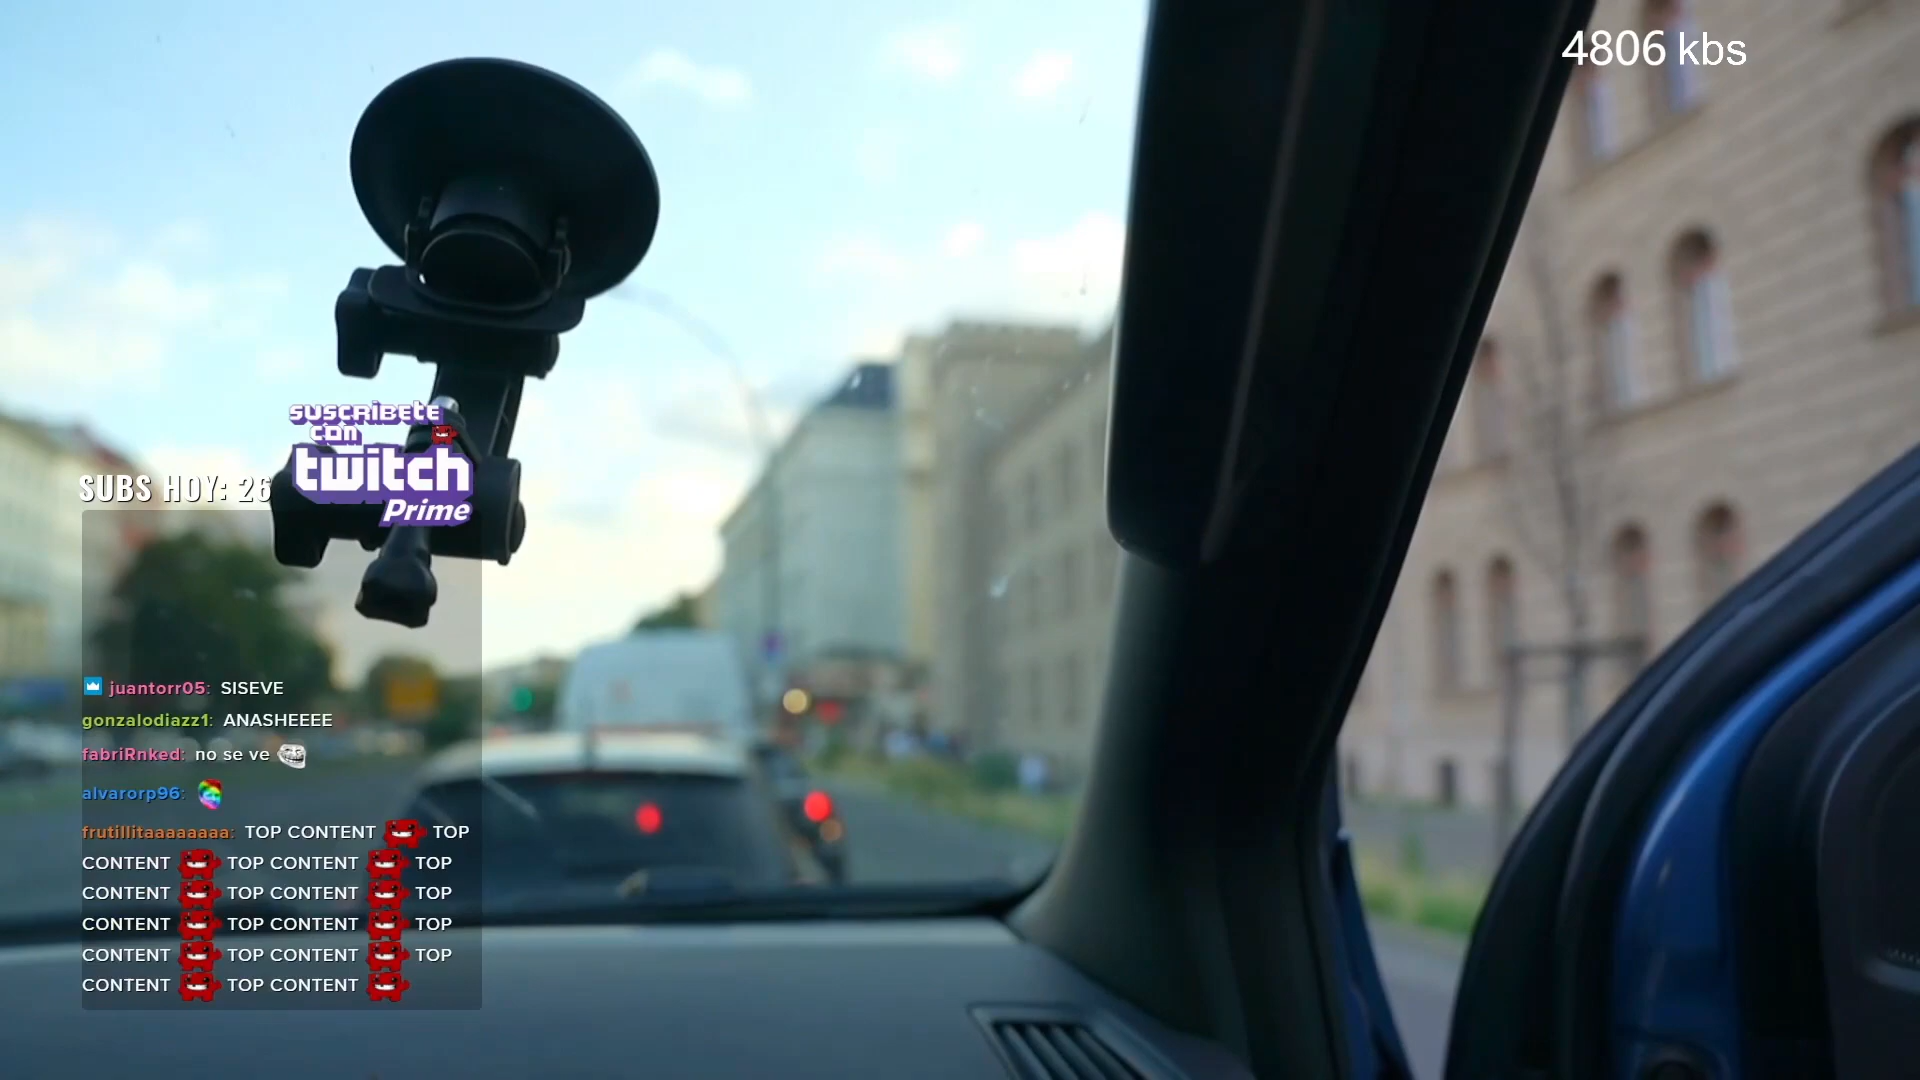 4806 kbs
SUSCRIBETE
CON
twitch
Prime
SUBS HOY: 26
juantorr05: SISEVE
gonzalodiazz1: ANASHEEEE
fabriRnked: no se ve
alvarorp96:
frutillitaaaaaaaa: TOP CONTENT TOP
CONTENT TOP CONTENT TOP
CONTENT TOP CONTENT TOP
CONTENT TOP CONTENT TOP
CONTENT TOP CONTENT TOP
CONTENT TOP CONTENT